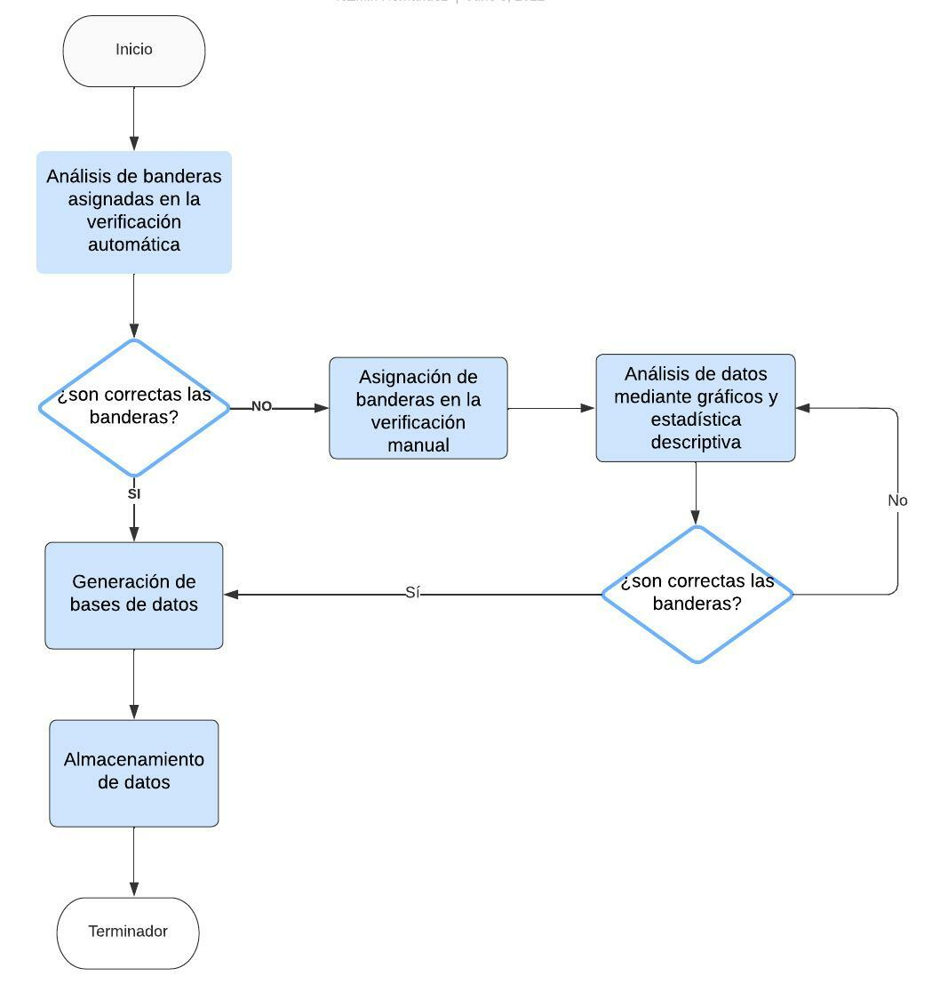 Inicio
Análisis de banderas
asignadas en la
verificación
automática
¿son correctas las
banderas?
NO
Asignación de
banderas en la
verificación
manual
Análisis de datos
mediante gráficos y
estadística
descriptiva
SI
No
Generación de
bases de datos
Sí
¿son correctas las
banderas?
Almacenamiento
de datos
Terminador